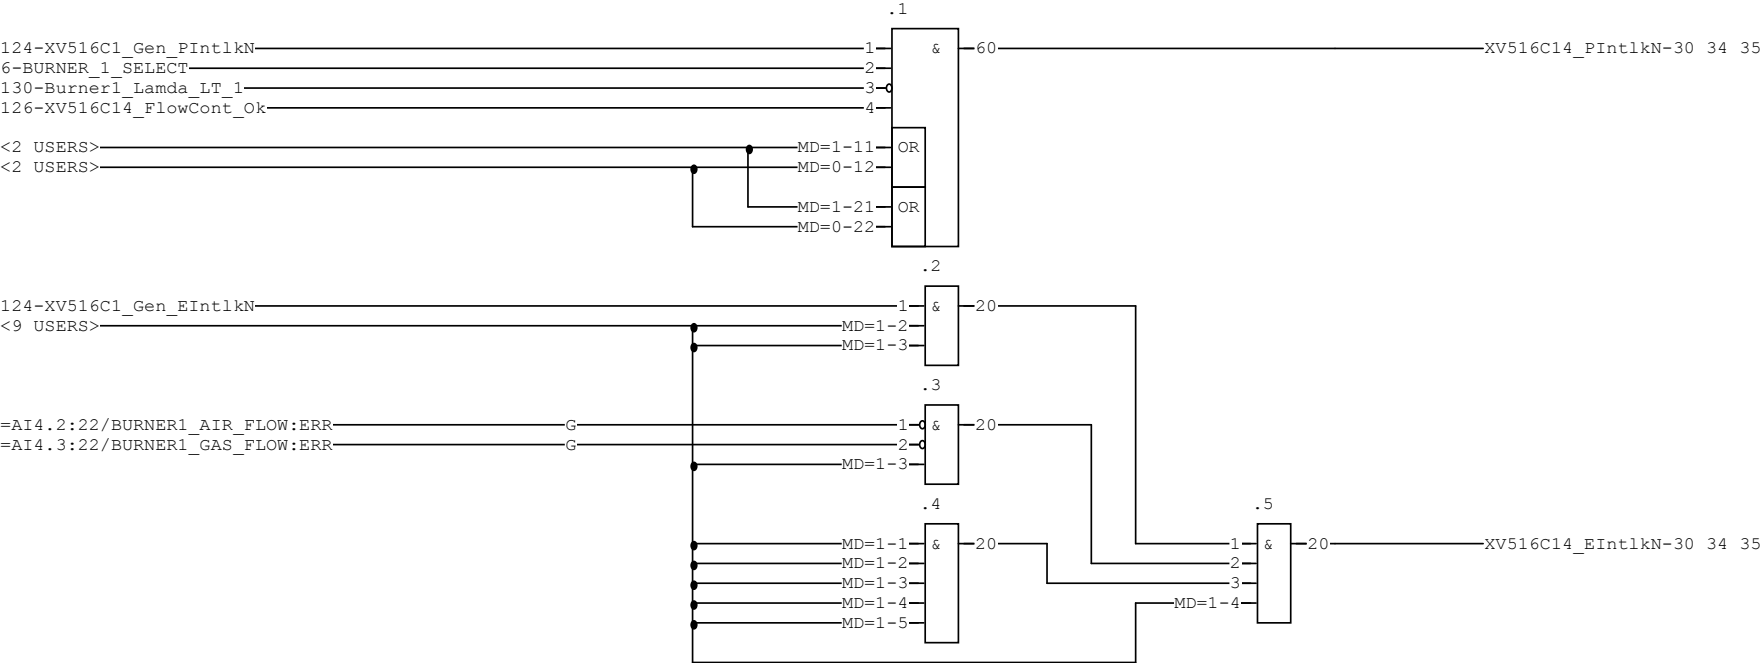 .1
124-XV516C1_Gen_PIntlkN 1 & 60 XV516C14_PIntlkN-30 34 35
6-BURNER_1_SELECT 2
130-Burner1_Lamda_LT_1 3
126-XV516C14_FlowCont_Ok 4
<2 USERS> MD=1-11 OR
<2 USERS> MD=0-12
MD=1-21 OR
MD=0-22
.2
124-XV516C1_Gen_EIntlkN 1 & 20
<9 USERS> MD=1-2
MD=1-3
.3
=AI4.2:22/BURNER1_AIR_FLOW:ERR G 1 & 20
=AI4.3:22/BURNER1_GAS_FLOW:ERR G 2
MD=1-3
.4 .5
MD=1-1 & 20 1 & 20 XV516C14_EIntlkN-30 34 35
MD=1-2 2
MD=1-3 3
MD=1-4 MD=1-4
MD=1-5